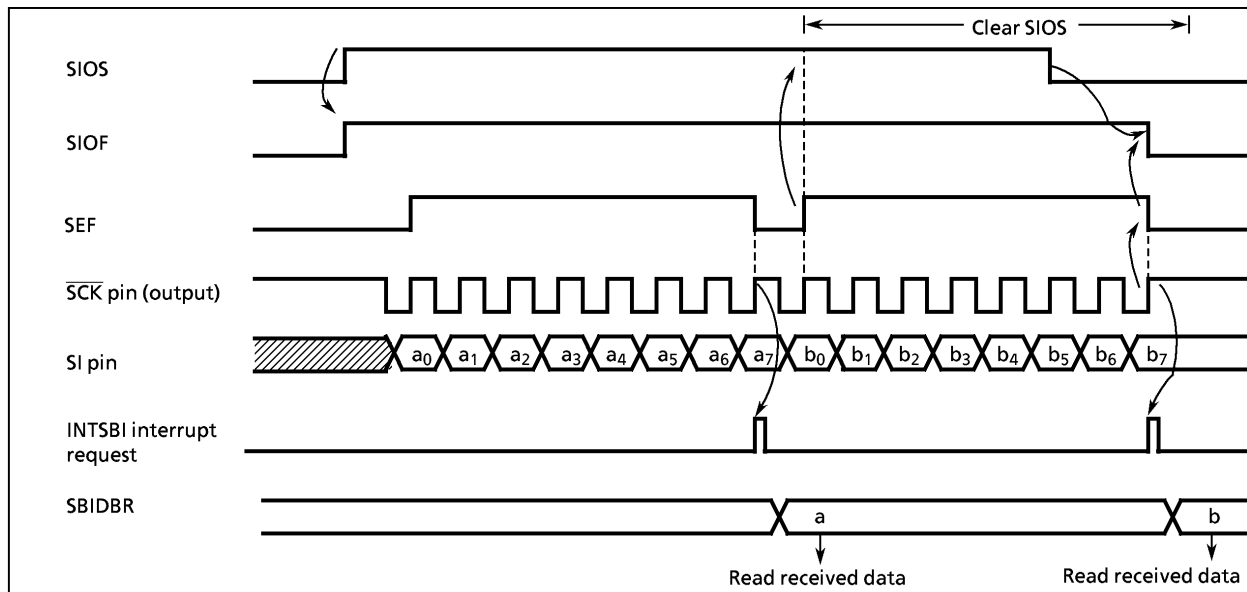 Clear SIOS
SIOS
SIOF
SEF
SCK pin (output)
SI pin
a0 a1 a2 a3 a4 a5 a6 a7 b0 b1 b2 b3 b4 b5 b6 b7
INTSBI interrupt
request
SBIDBR
a
b
Read received data
Read received data